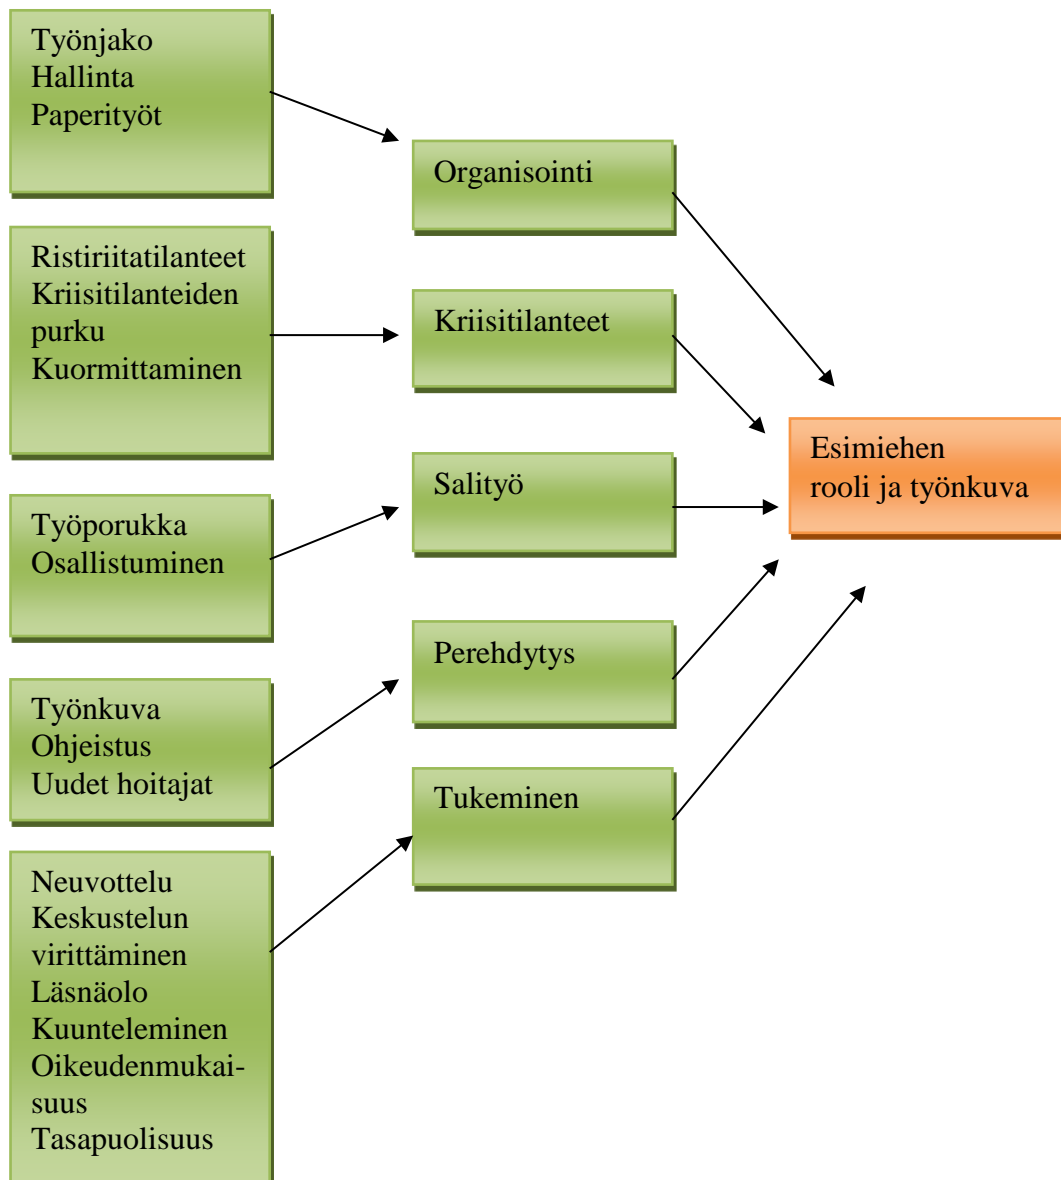 Työnjako
Hallinta
Paperityöt
Organisointi
Ristiriitatilanteet
Kriisitilanteiden
purku
Kuormittaminen
Kriisitilanteet
Esimiehen
rooli ja työnkuva
Työporukka
Osallistuminen
Salityö
Työnkuva
Ohjeistus
Uudet hoitajat
Perehdytys
Neuvottelu
Keskustelun
virittäminen
Läsnäolo
Kuunteleminen
Oikeudenmukai-
suus
Tasapuolisuus
Tukeminen